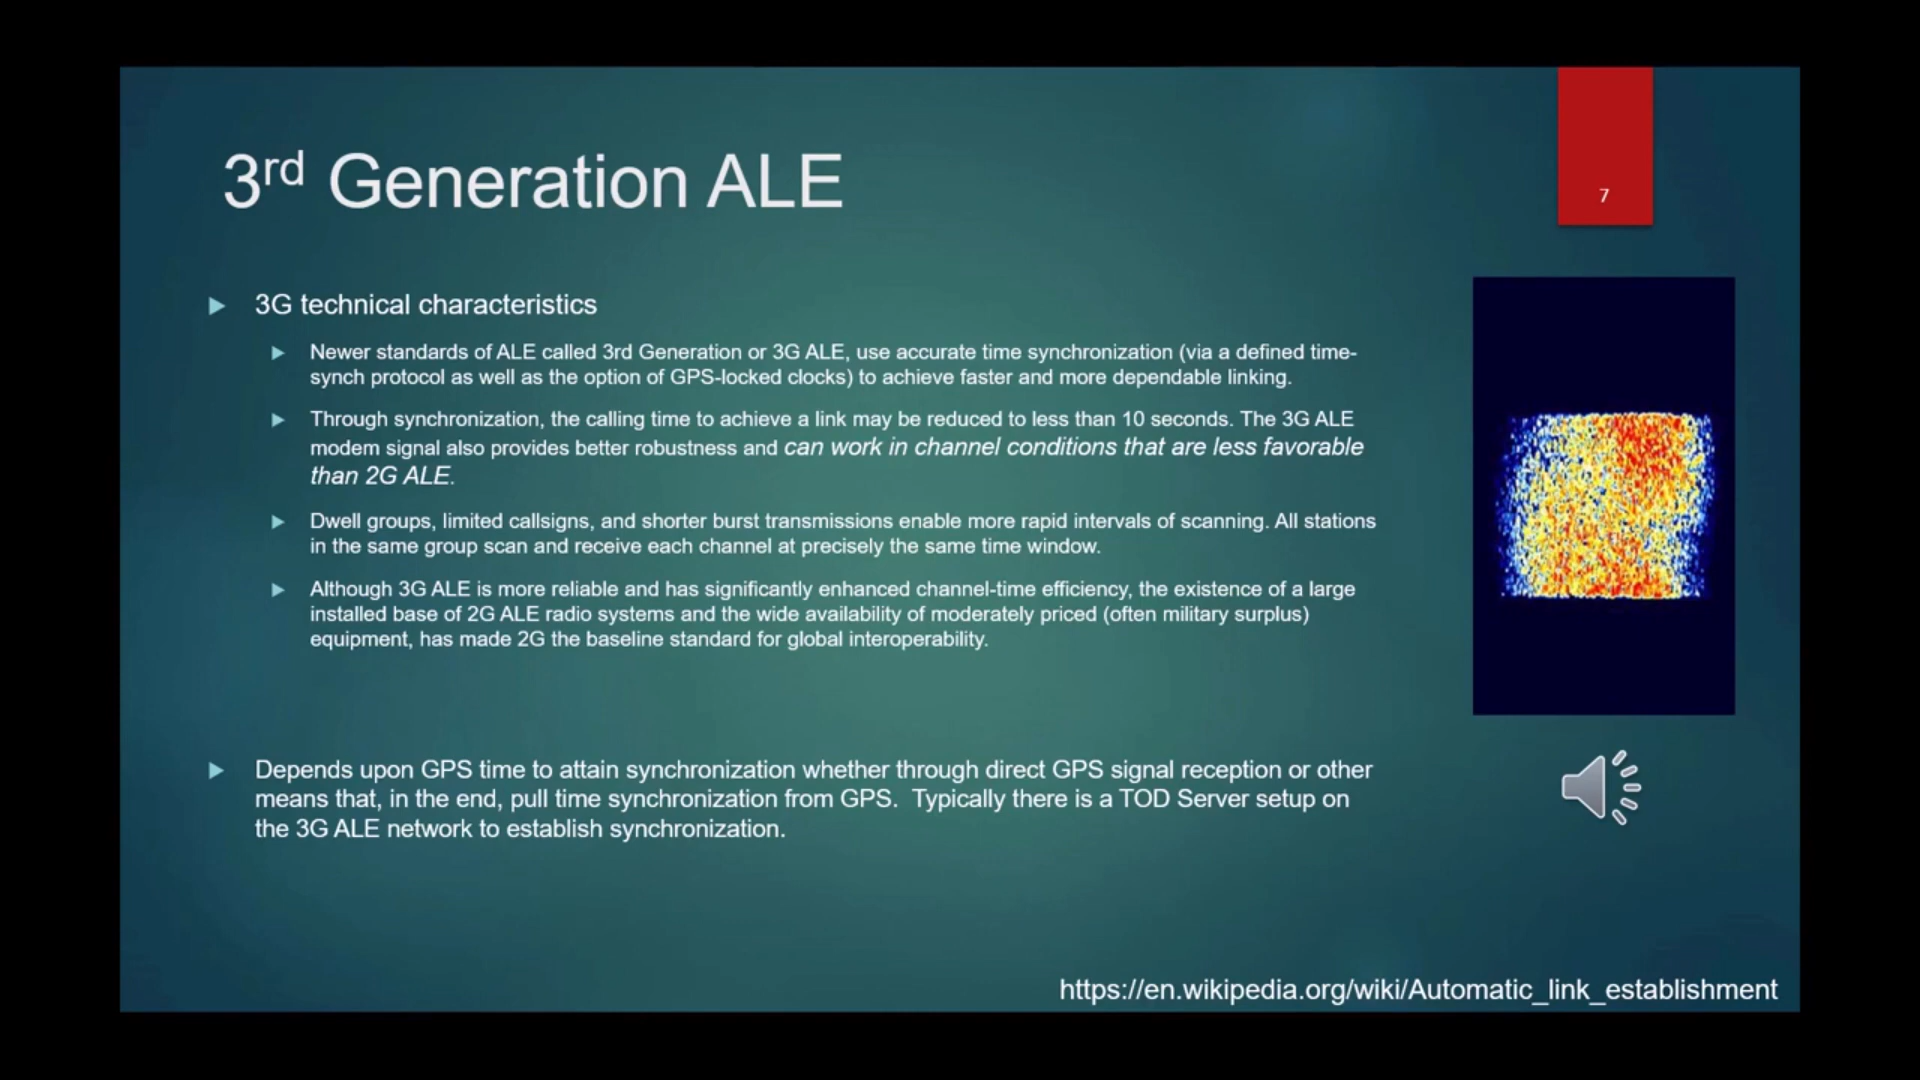 3rd Generation ALE
7
3G technical characteristics
Newer standards of ALE called 3rd Generation or 3G ALE, use accurate time synchronization (via a defined time-
synch protocol as well as the option of GPS-locked clocks) to achieve faster and more dependable linking.
Through synchronization, the calling time to achieve a link may be reduced to less than 10 seconds. The 3G ALE
modem signal also provides better robustness and can work in channel conditions that are less favorable
than 2G ALE.
Dwell groups, limited callsigns, and shorter burst transmissions enable more rapid intervals of scanning. All stations
in the same group scan and receive each channel at precisely the same time window.
Although 3G ALE is more reliable and has significantly enhanced channel-time efficiency, the existence of a large
installed base of 2G ALE radio systems and the wide availability of moderately priced (often military surplus)
equipment, has made 2G the baseline standard for global interoperability.
Depends upon GPS time to attain synchronization whether through direct GPS signal reception or other
means that, in the end, pull time synchronization from GPS.  Typically there is a TOD Server setup on
the 3G ALE network to establish synchronization.
https://en.wikipedia.org/wiki/Automatic_link_establishment